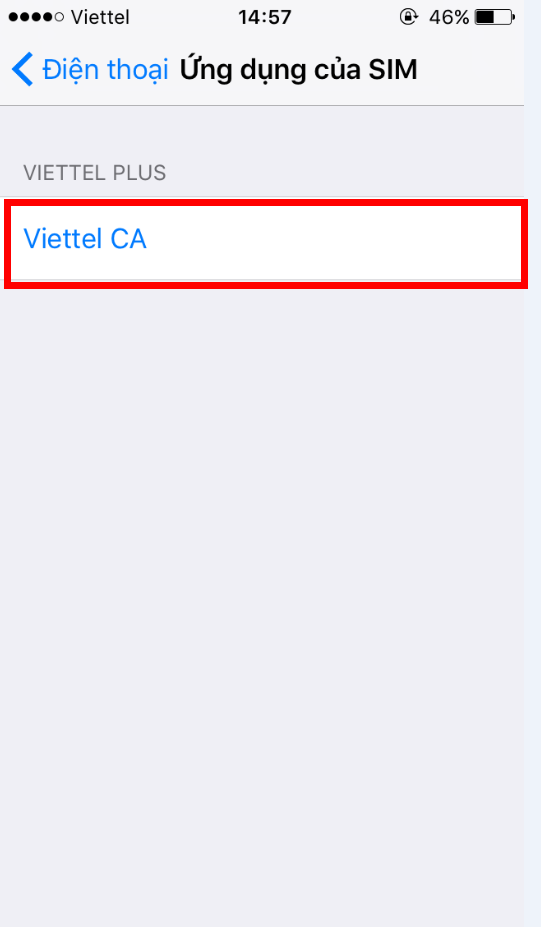 Viettel 14:57 46%
Điện thoại Ứng dụng của SIM
VIETTEL PLUS
Viettel CA